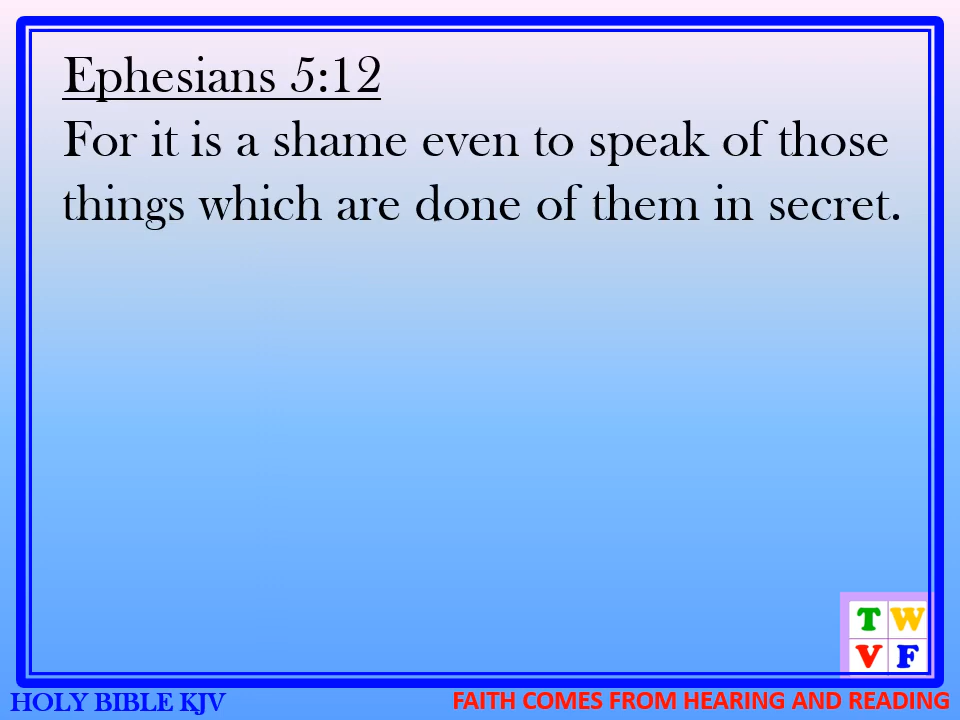 Ephesians 5:12
For it is a shame even to speak of those
things which are done of them in secret.
T W
V F
HOLY BIBLE KJV
FAITH COMES FROM HEARING AND READING